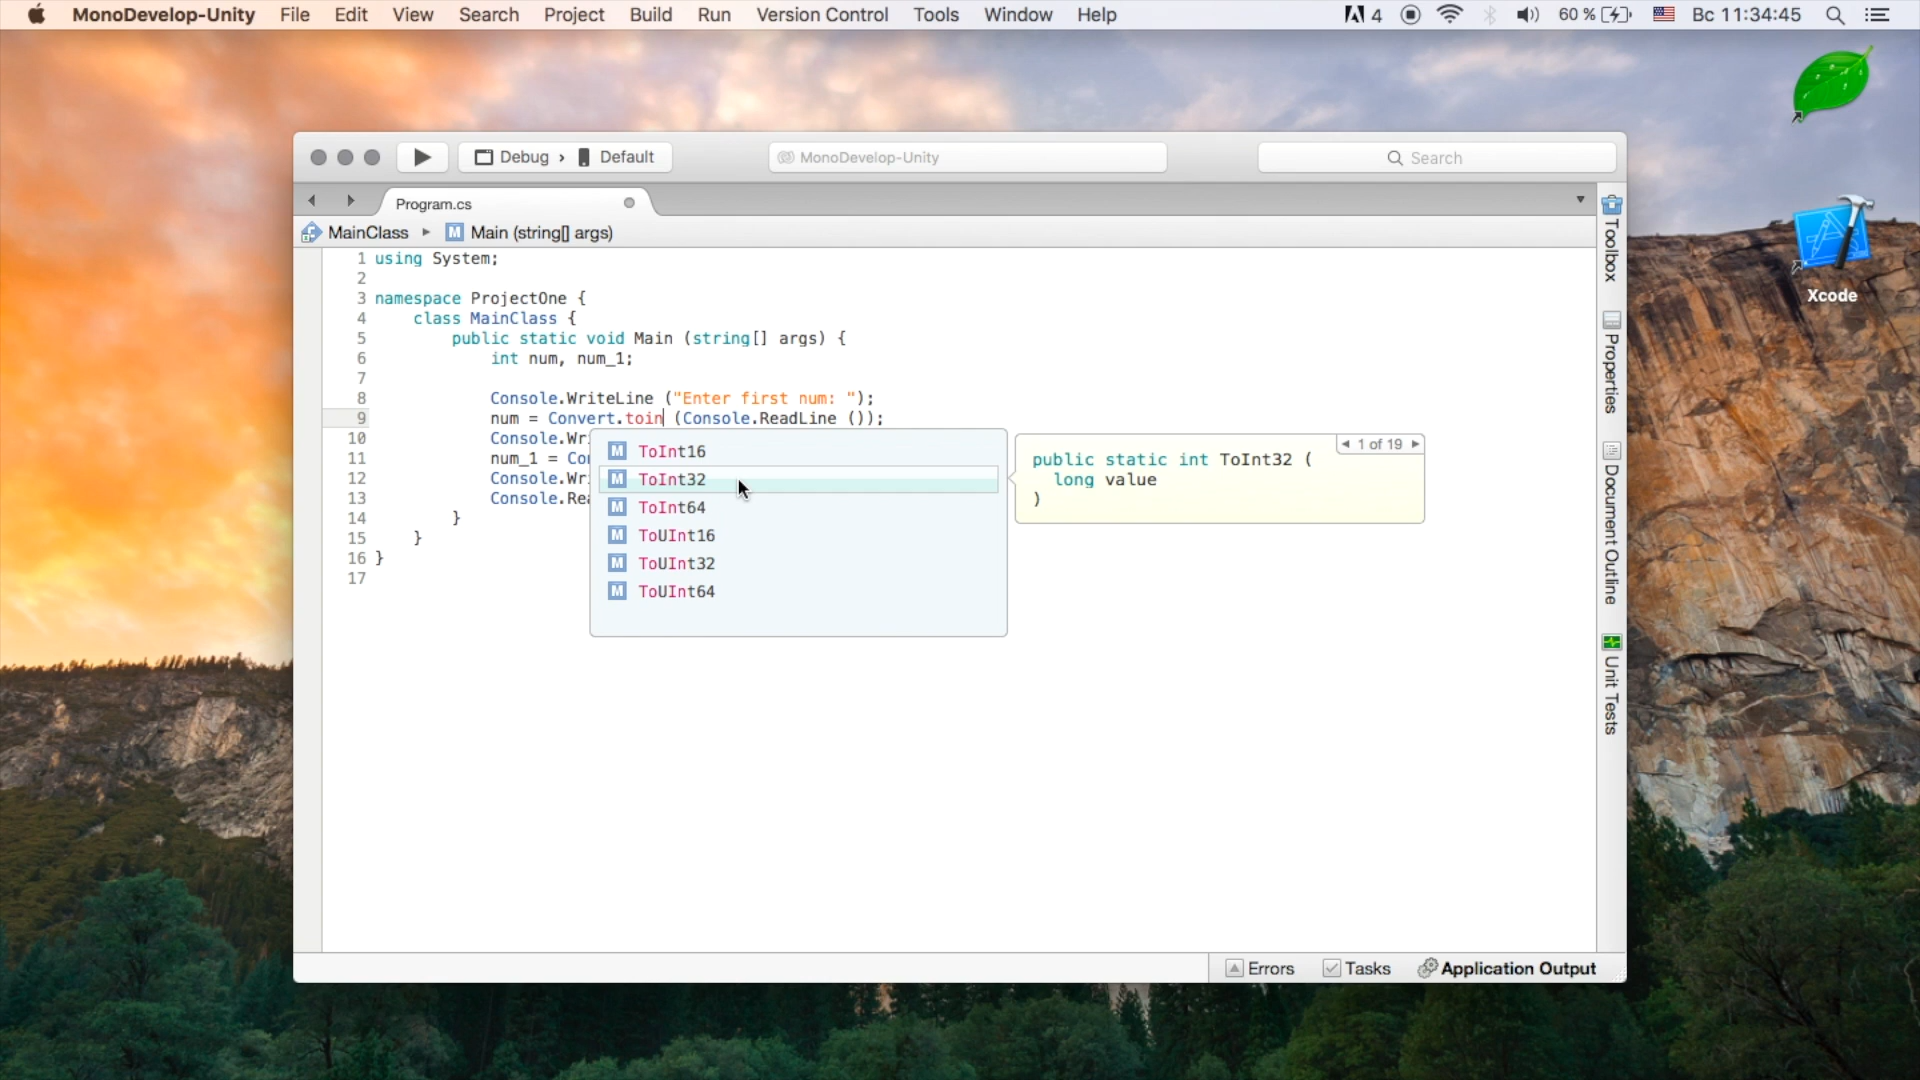 MonoDevelop-Unity File Edit View Search Project Build Run Version Control Tools Window Help 4 60 % Вс 11:34:45
Debug › Default MonoDevelop-Unity Search
Program.cs
MainClass Main (string[] args)
1 using System;
2
3 namespace ProjectOne {
4 class MainClass {
5 public static void Main (string[] args) {
6 int num, num_1;
7
8 Console.WriteLine ("Enter first num: ");
9 num = Convert.toin (Console.ReadLine ());
10 Console.Wri
11 num_1 = Co
12 Console.Wri
13 Console.Rea
14 }
15 }
16 }
17
ToInt16
ToInt32
ToInt64
ToUInt16
ToUInt32
ToUInt64
1 of 19
public static int ToInt32 (
long value
)
Toolbox
Properties
Document Outline
Unit Tests
Xcode
Errors Tasks Application Output